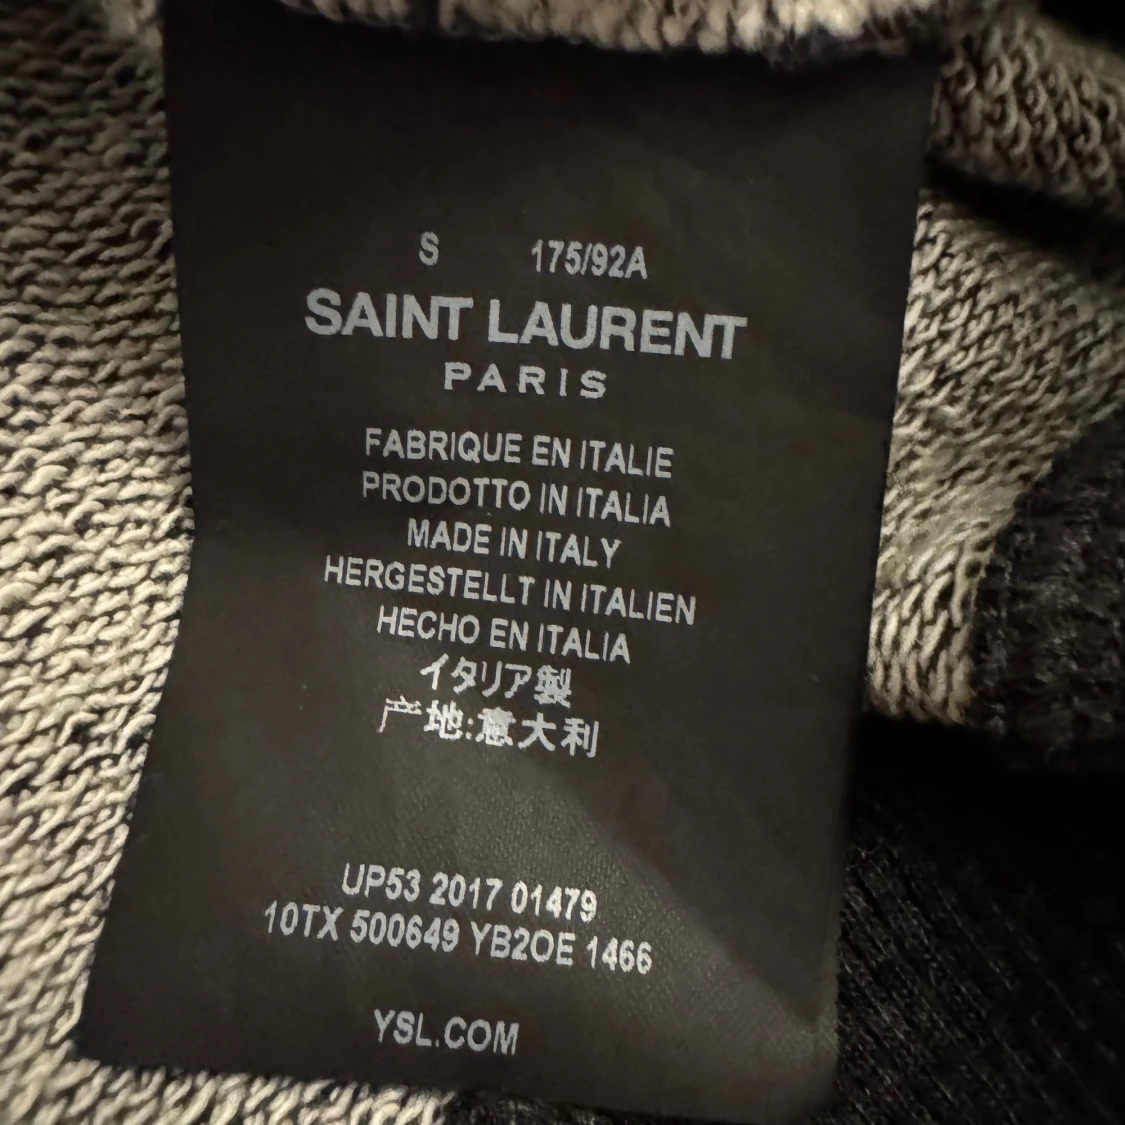 S 175/92A
SAINT LAURENT
PARIS
FABRIQUE EN ITALIE
PRODOTTO IN ITALIA
MADE IN ITALY
HERGESTELLT IN ITALIEN
HECHO EN ITALIA
イタリア製
产地:意大利
UP53 2017 01479
10TX 500649 YB2OE 1466
YSL.COM